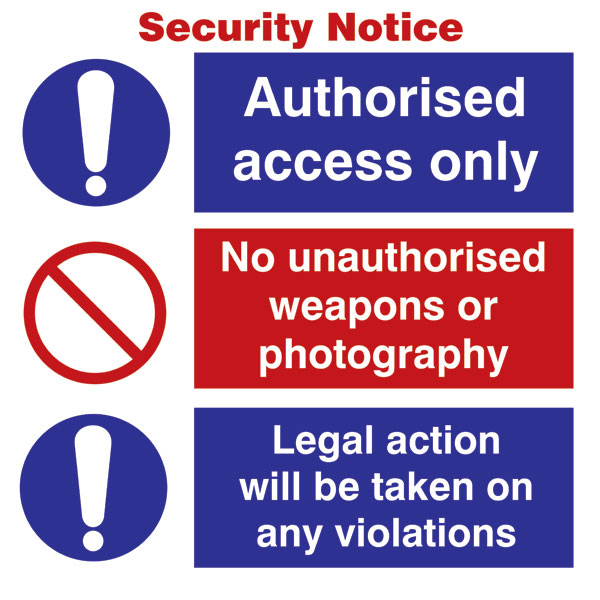 Security Notice
Authorised
access only
No unauthorised
weapons or
photography
Legal action
will be taken on
any violations